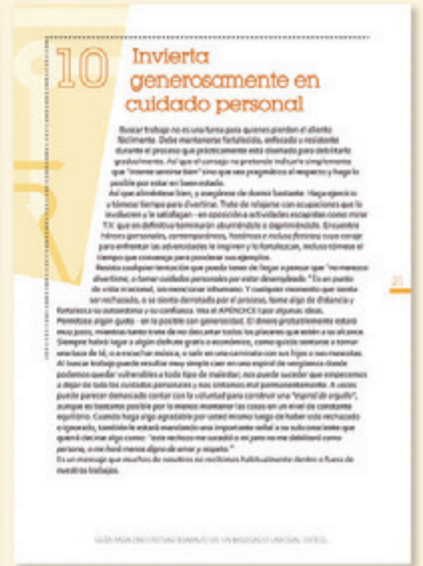 10 Invierta
generosamente en
cuidado personal
Buscar trabajo no es una tarea para quienes pierden el aliento
fácilmente. Debe mantenerse fortalecido, enfocado y resistente
durante el proceso que prácticamente está diseñado para debilitarlo
gradualmente. Así que el consejo no pretende indicarle simplemente
que "intente sentirse bien" sino que sea pragmático al respecto y haga lo
posible por estar en buen estado.
Así que aliméntese bien, y asegúrese de dormir bastante. Haga ejercicio
y tómese tiempo para divertirse. Trate de relajarse con ocupaciones que lo
involucren y le satisfagan - en oposición a actividades escapistas como mirar
T.V. que en definitiva terminarán aburriéndolo o deprimiéndolo. Encuentre
héroes (personales, contemporáneos, históricos e incluso ficticios) cuyo coraje
para enfrentar las adversidades le inspiren y lo fortalezcan, incluso tómese el
tiempo que convenga para ponderar sus ejemplos.
Resista cualquier tentación que pueda tener de llegar a pensar que "no merezco
divertirme, o tomar cuidados personales por estar desempleado." Es un punto
de vista irracional, sin mencionar inhumano. Y cualquier momento que sienta
ser rechazado, o se sienta derrotado por el proceso, tome algo de distancia y
fortalezca su autoestima y su confianza. Vea el APÉNDICE I por algunas ideas.
Permítase algún gusto - en lo posible con generosidad. El dinero probablemente estará
muy justo, mientras tanto trate de no descartar todos los placeres que estén a su alcance.
Siempre habrá lugar a algún disfrute gratis o económico, como quizás sentarse a tomar
una taza de té, o a escuchar música, o salir en una caminata con sus hijos o sus mascotas.
Al buscar trabajo puede resultar muy simple caer en una espiral de negligencia donde
podemos quedar vulnerables a todo tipo de malestar; nos puede suceder que empecemos
a dejar de lado los cuidados personales y nos sintamos mal permanentemente. A veces
puede parecer demasiado contar con la voluntad para construir una "espiral de orgullo",
aunque es bastante posible por lo menos mantener las cosas en un nivel de constante
equilibrio. Cuando haga algo agradable por usted mismo luego de haber sido rechazado
o ignorado, también le estará mandando una importante señal a su subconsciente que
querrá decirse algo como: "este rechazo me sucedió a mí pero no me debilitará como
persona, o me hará menos digno de amor y respeto."
Es un mensaje que muchos de nosotros no recibimos habitualmente dentro o fuera de
nuestros trabajos.